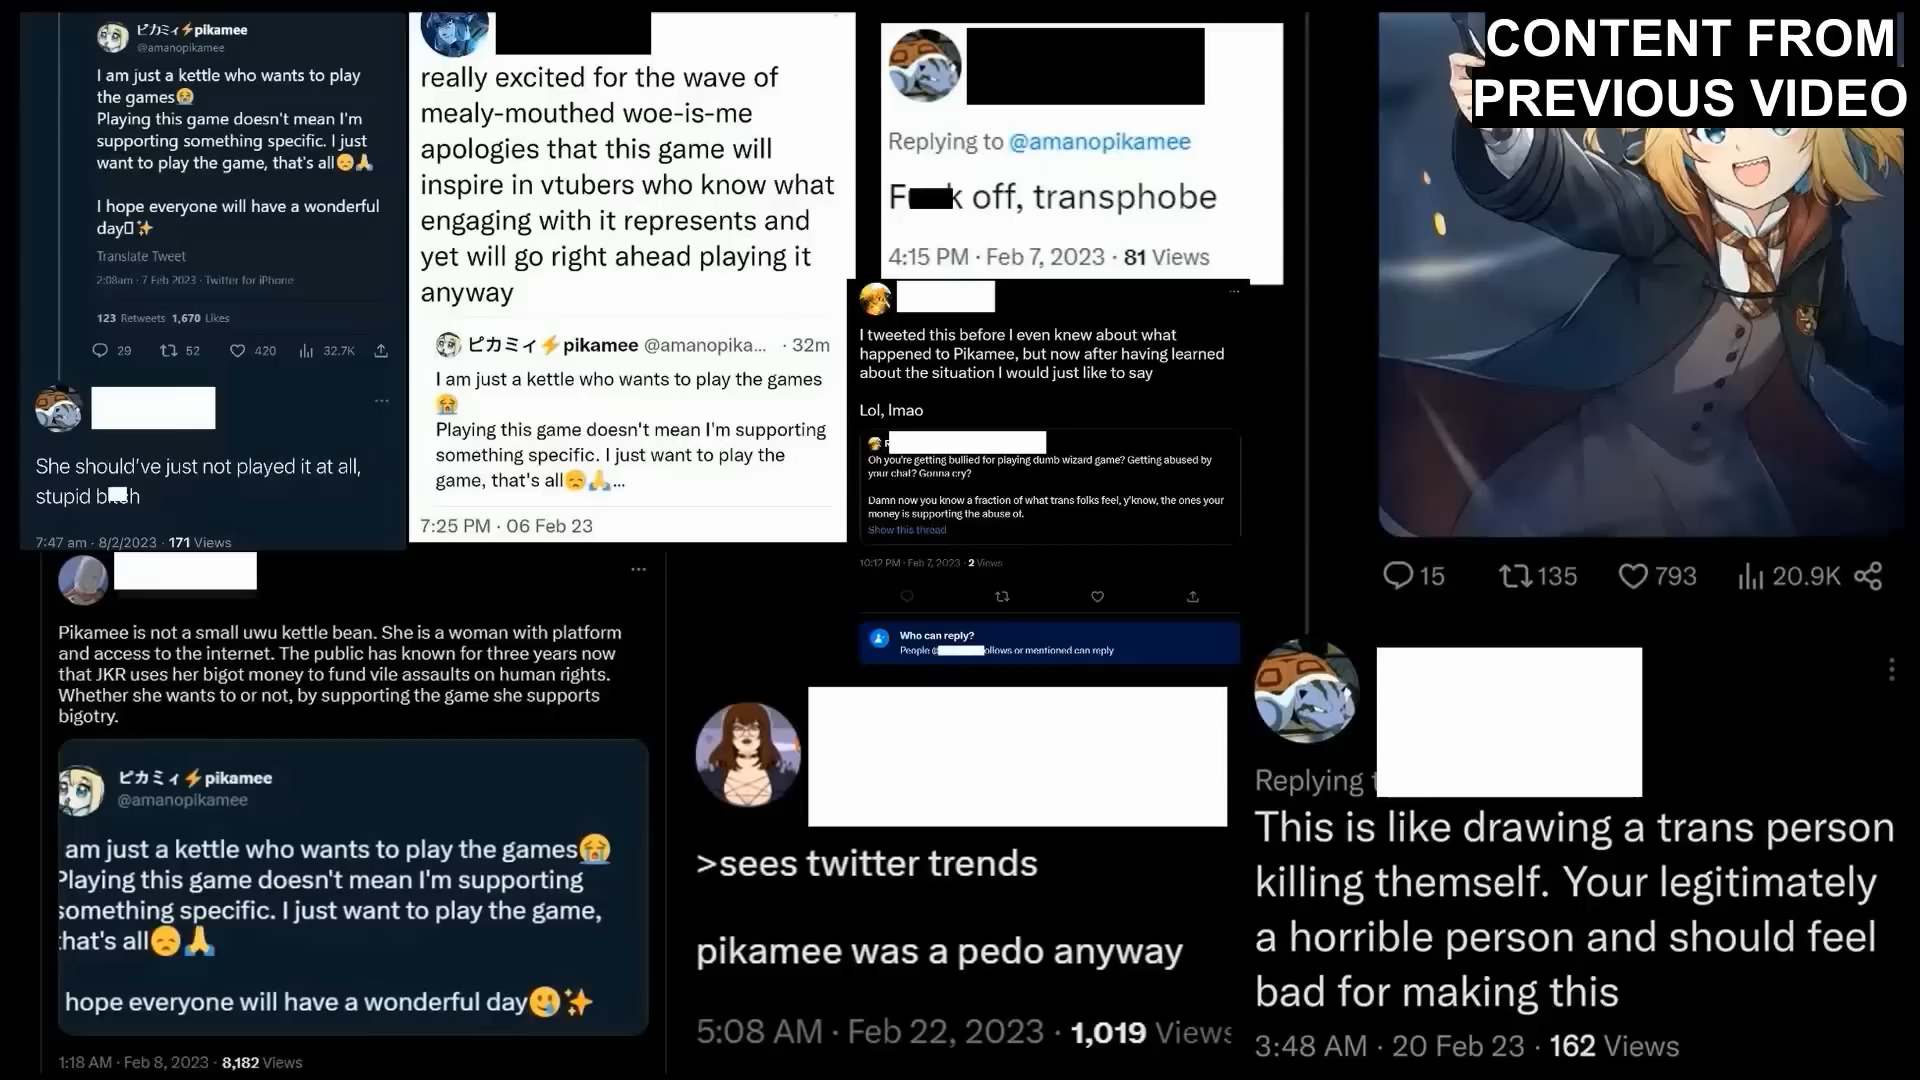 ピカミィ⚡pikamee
@amanopikamee
I am just a kettle who wants to play
the games😭
Playing this game doesn't mean I'm
supporting something specific. I just
want to play the game, that's all😞🙏
I hope everyone will have a wonderful
day▯✨
Translate Tweet
2:08am · 7 Feb 2023 · Twitter for iPhone
123 Retweets 1,670 Likes
29 52 420 32.7K
She should've just not played it at all,
stupid b h
7:47 am · 8/2/2023 · 171 Views
really excited for the wave of
mealy-mouthed woe-is-me
apologies that this game will
inspire in vtubers who know what
engaging with it represents and
yet will go right ahead playing it
anyway
ピカミィ⚡pikamee @amanopika... · 32m
I am just a kettle who wants to play the games
😭
Playing this game doesn't mean I'm supporting
something specific. I just want to play the
game, that's all😞🙏...
7:25 PM · 06 Feb 23
Replying to @amanopikamee
F k off, transphobe
4:15 PM · Feb 7, 2023 · 81 Views
I tweeted this before I even knew about what
happened to Pikamee, but now after having learned
about the situation I would just like to say
Lol, lmao
Oh you're getting bullied for playing dumb wizard game? Getting abused by
your chat? Gonna cry?
Damn now you know a fraction of what trans folks feel, y'know, the ones your
money is supporting the abuse of.
Show this thread
10:12 PM · Feb 7, 2023 · 2 Views
Who can reply?
People @ ollows or mentioned can reply
CONTENT FROM
PREVIOUS VIDEO
15 135 793 20.9K
Pikamee is not a small uwu kettle bean. She is a woman with platform
and access to the internet. The public has known for three years now
that JKR uses her bigot money to fund vile assaults on human rights.
Whether she wants to or not, by supporting the game she supports
bigotry.
ピカミィ⚡pikamee
@amanopikamee
am just a kettle who wants to play the games😭
Playing this game doesn't mean I'm supporting
something specific. I just want to play the game,
that's all😞🙏
hope everyone will have a wonderful day🥲✨
1:18 AM · Feb 8, 2023 · 8,182 Views
>sees twitter trends
pikamee was a pedo anyway
5:08 AM · Feb 22, 2023 · 1,019 Views
Replying t
This is like drawing a trans person
killing themself. Your legitimately
a horrible person and should feel
bad for making this
3:48 AM · 20 Feb 23 · 162 Views